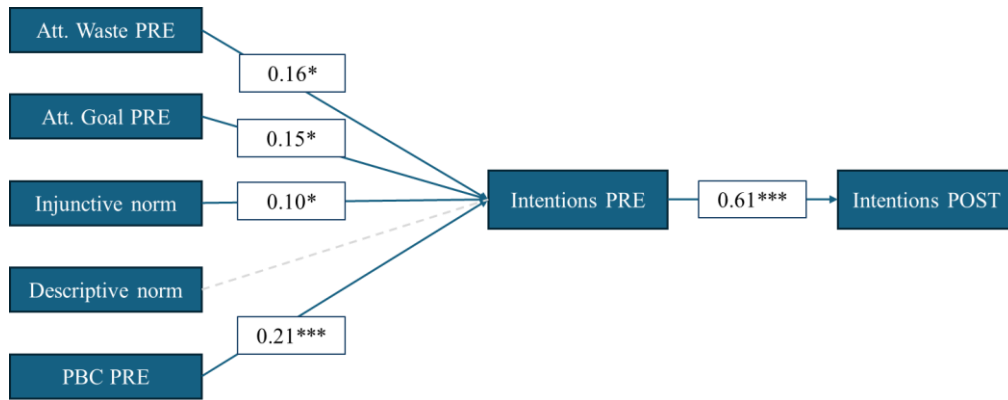 Att. Waste PRE
0.16*
Att. Goal PRE
0.15*
Injunctive norm
0.10*
Intentions PRE
0.61***
Intentions POST
Descriptive norm
0.21***
PBC PRE